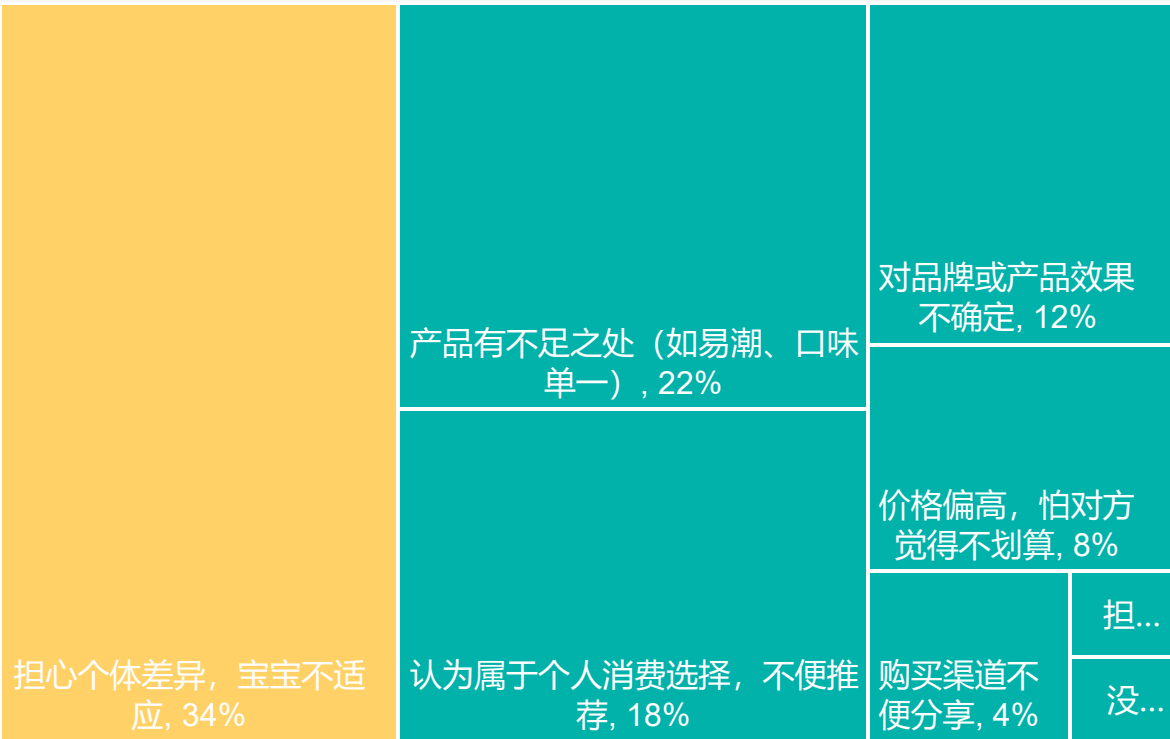 担心个体差异，宝宝不适
应, 34%
产品有不足之处（如易潮、口味
单一）, 22%
认为属于个人消费选择，不便推
荐, 18%
对品牌或产品效果
不确定, 12%
价格偏高，怕对方
觉得不划算, 8%
购买渠道不
便分享, 4%
担...
没...